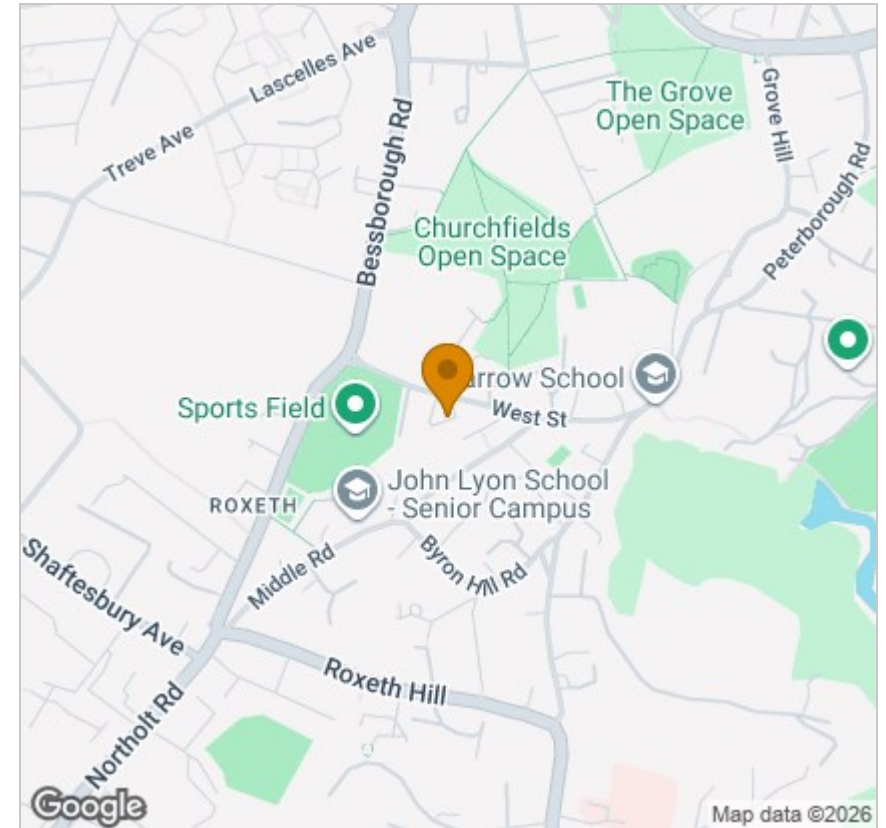 Lascelles Ave
Treve Ave
Bessborough Rd
The Grove
Open Space
Grove Hill
Peterborough Rd
Churchfields
Open Space
arrow School
West St
Sports Field
John Lyon School
- Senior Campus
ROXETH
Middle Rd
Byron Hill Rd
Shaftesbury Ave
Roxeth Hill
Northolt Rd
Google
Map data ©2026